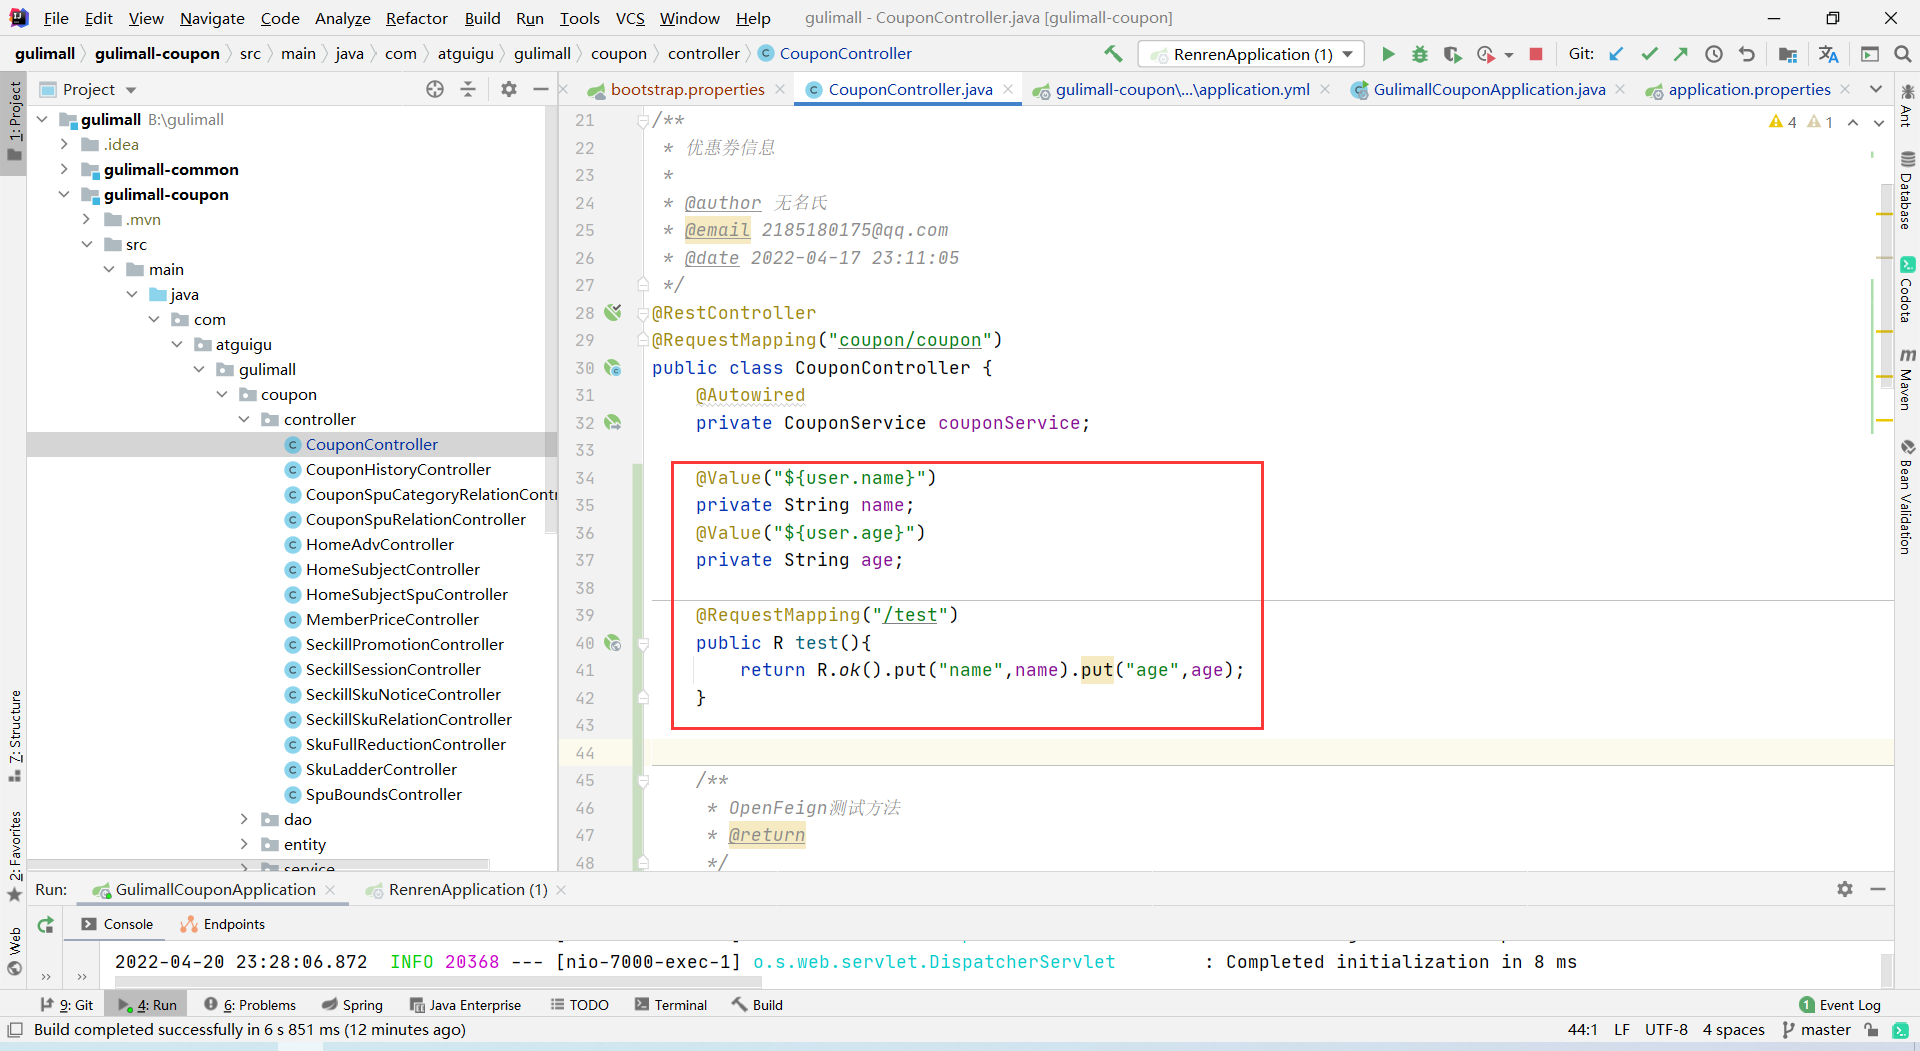 File Edit View Navigate Code Analyze Refactor Build Run Tools VCS Window Help gulimall - CouponController.java [gulimall-coupon]
gulimall gulimall-coupon src main java com atguigu gulimall coupon controller CouponController RenrenApplication (1) Git:
Project
bootstrap.properties CouponController.java gulimall-coupon\...\application.yml GulimallCouponApplication.java application.properties
1: Project
gulimall B:\gulimall
.idea
gulimall-common
gulimall-coupon
.mvn
src
main
java
com
atguigu
gulimall
coupon
controller
CouponController
CouponHistoryController
CouponSpuCategoryRelationContr
CouponSpuRelationController
HomeAdvController
HomeSubjectController
HomeSubjectSpuController
MemberPriceController
SeckillPromotionController
SeckillSessionController
SeckillSkuNoticeController
SeckillSkuRelationController
SkuFullReductionController
SkuLadderController
SpuBoundsController
dao
entity
service
7: Structure
2: Favorites
Web
4 1
21 /**
22 * 优惠券信息
23 *
24 * @author 无名氏
25 * @email 2185180175@qq.com
26 * @date 2022-04-17 23:11:05
27 */
28 @RestController
29 @RequestMapping("coupon/coupon")
30 public class CouponController {
31 @Autowired
32 private CouponService couponService;
33
34 @Value("${user.name}")
35 private String name;
36 @Value("${user.age}")
37 private String age;
38
39 @RequestMapping("/test")
40 public R test(){
41 return R.ok().put("name",name).put("age",age);
42 }
43
44
45 /**
46 * OpenFeign测试方法
47 * @return
48 */
Ant
Database
Codota
Maven
Bean Validation
Run: GulimallCouponApplication RenrenApplication (1)
Console Endpoints
2022-04-20 23:28:06.872 INFO 20368 --- [nio-7000-exec-1] o.s.web.servlet.DispatcherServlet : Completed initialization in 8 ms
9: Git 4: Run 6: Problems Spring Java Enterprise TODO Terminal Build 1 Event Log
Build completed successfully in 6 s 851 ms (12 minutes ago) 44:1 LF UTF-8 4 spaces master